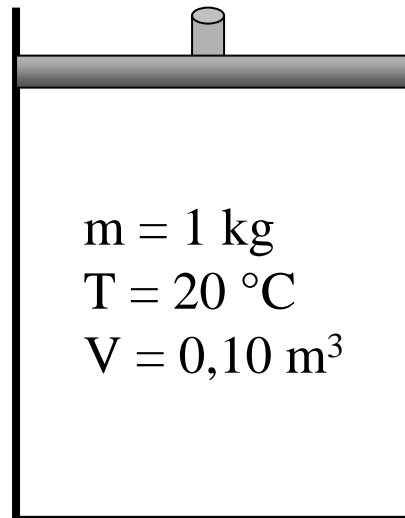 m = 1 kg
T = 20 °C
V = 0,10 m³